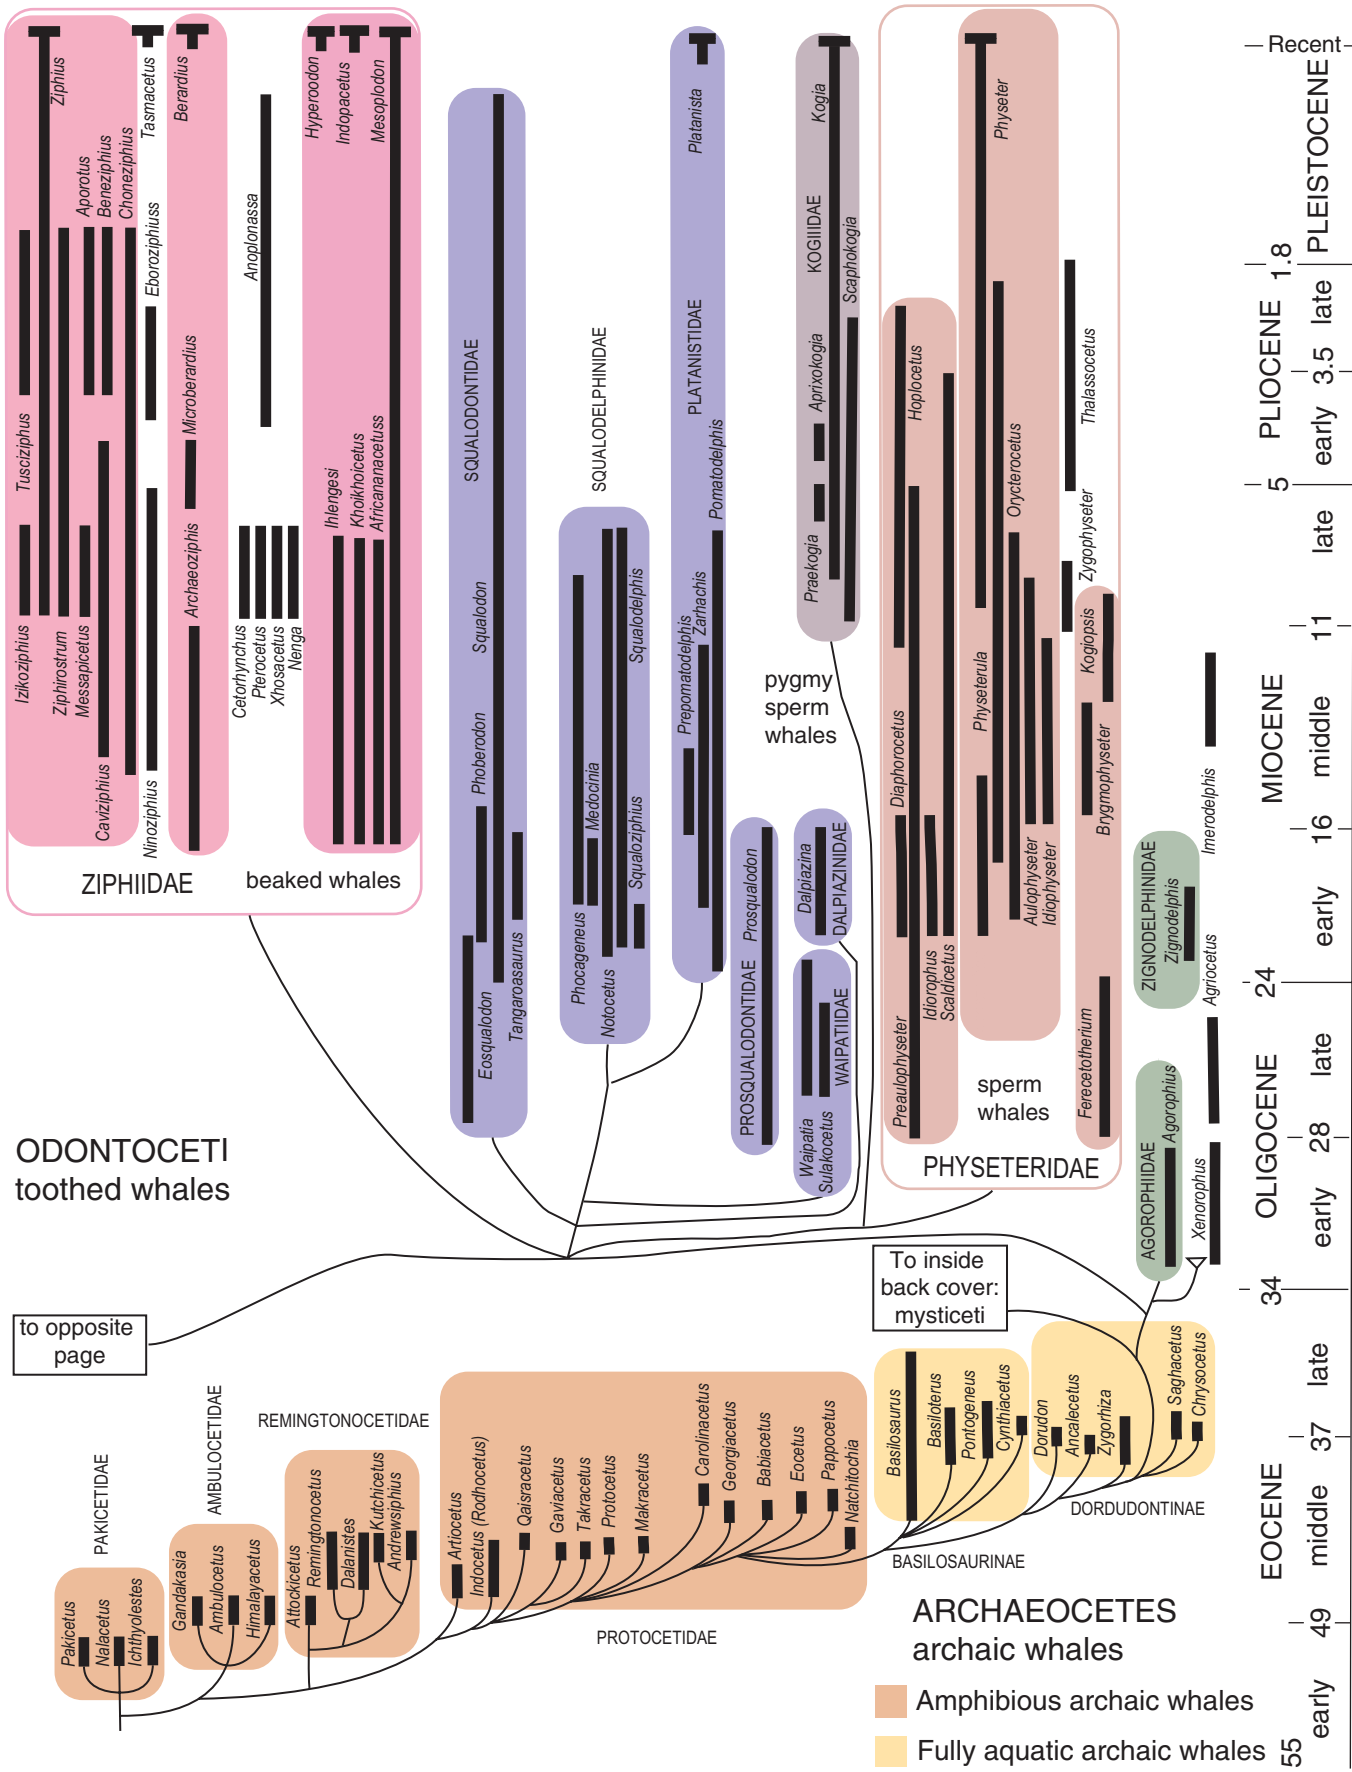 Ziphius
Tasmacetus
Berardius
Hyperoodon
Indopacetus
Mesoplodon
Aporotus
Beneziphius
Choneziphius
Eboroziphiuss
Anoplonassa
Tusciziphus
Microberardius
Izikoziphius
Ziphirostrum
Messapicetus
Caviziphius
Ninoziphius
Archaeoziphis
Cetorhynchus
Pterocetus
Xhosacetus
Nenga
Ihlengesi
Khoikhoicetus
Africananacetuss
ZIPHIIDAE
beaked whales
SQUALODONTIDAE
Squalodon
Phoberodon
Eosqualodon
Tangaroasaurus
SQUALODELPHINIDAE
Squalodelphis
Medocinia
Squaloziphius
Phocageneus
Notocetus
Platanista
PLATANISTIDAE
Pomatodelphis
Zarhachis
Prepomatodelphis
Prosqualodon
PROSQUALODONTIDAE
Dalpiazina
DALPIAZINIDAE
WAIPATIIDAE
Waipatia
Sulakocetus
Kogia
KOGIIIDAE
Scaphokogia
Aprixokogia
Praekogia
pygmy
sperm
whales
Physeter
Hoplocetus
Orycterocetus
Thalassocetus
Zygophyseter
Physeterula
Kogiopsis
Diaphorocetus
Brygmophyseter
Aulophyseter
Idiophyseter
Idiorophus
Scaldicetus
Preaulophyseter
Ferecetotherium
sperm
whales
PHYSETERIDAE
Imerodelphis
ZIGNODELPHINIDAE
Zignodelphis
Agriocetus
AGOROPHIIDAE
Agorophius
Xenorophus
Recent
PLEISTOCENE
1.8
PLIOCENE
late
3.5
early
5
MIOCENE
late
11
middle
16
early
24
OLIGOCENE
late
28
early
34
EOCENE
late
37
middle
49
early
55
ODONTOCETI
toothed whales
to opposite
page
To inside
back cover:
mysticeti
PAKICETIDAE
Pakicetus
Nalacetus
Ichthyolestes
AMBULOCETIDAE
Gandakasia
Ambulocetus
Himalayacetus
REMINGTONOCETIDAE
Attockicetus
Remingtonocetus
Dalanistes
Kutchicetus
Andrewsiphius
Artiocetus
Indocetus (Rodhocetus)
Qaisracetus
Gaviacetus
Takracetus
Protocetus
Makracetus
Carolinacetus
Georgiacetus
Babiacetus
Eocetus
Pappocetus
Natchitochia
PROTOCETIDAE
Basilosaurus
Basiloterus
Pontogeneus
Cynthiacetus
BASILOSAURINAE
Dorudon
Ancalecetus
Zygorhiza
Saghacetus
Chrysocetus
DORDUDONTINAE
ARCHAEOCETES
archaic whales
Amphibious archaic whales
Fully aquatic archaic whales